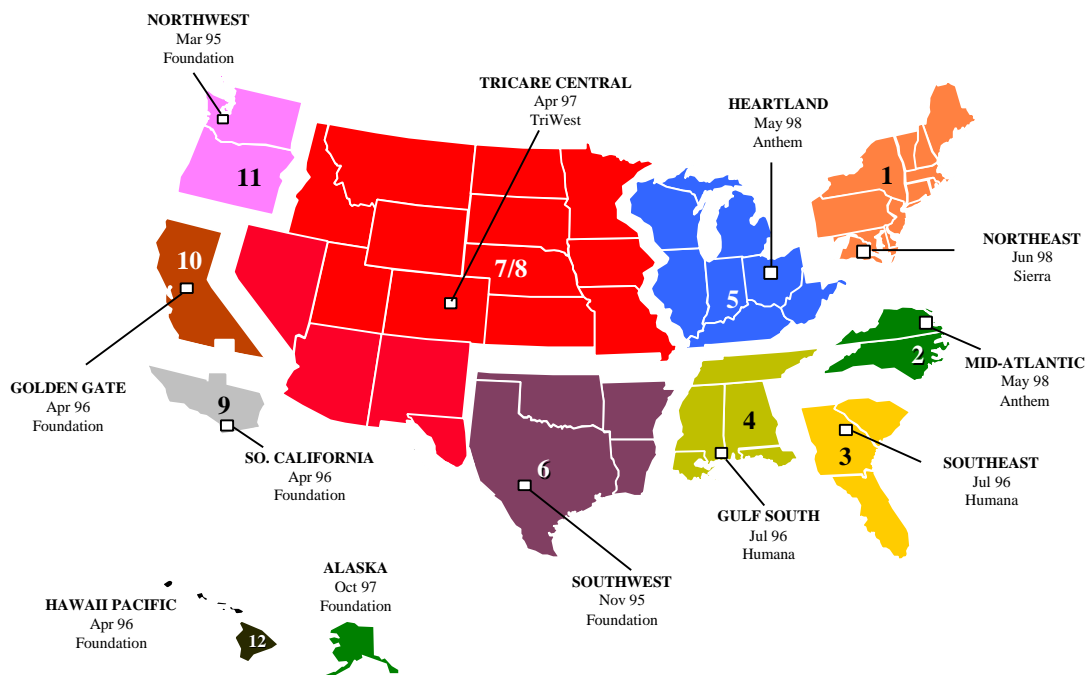 NORTHWEST
Mar 95
Foundation
TRICARE CENTRAL
Apr 97
TriWest
HEARTLAND
May 98
Anthem
1
11
NORTHEAST
Jun 98
Sierra
10
7/8
5
2
MID-ATLANTIC
May 98
Anthem
GOLDEN GATE
Apr 96
Foundation
9
4
3
SO. CALIFORNIA
Apr 96
Foundation
6
SOUTHEAST
Jul 96
Humana
GULF SOUTH
Jul 96
Humana
SOUTHWEST
Nov 95
Foundation
ALASKA
Oct 97
Foundation
HAWAII PACIFIC
Apr 96
Foundation
12